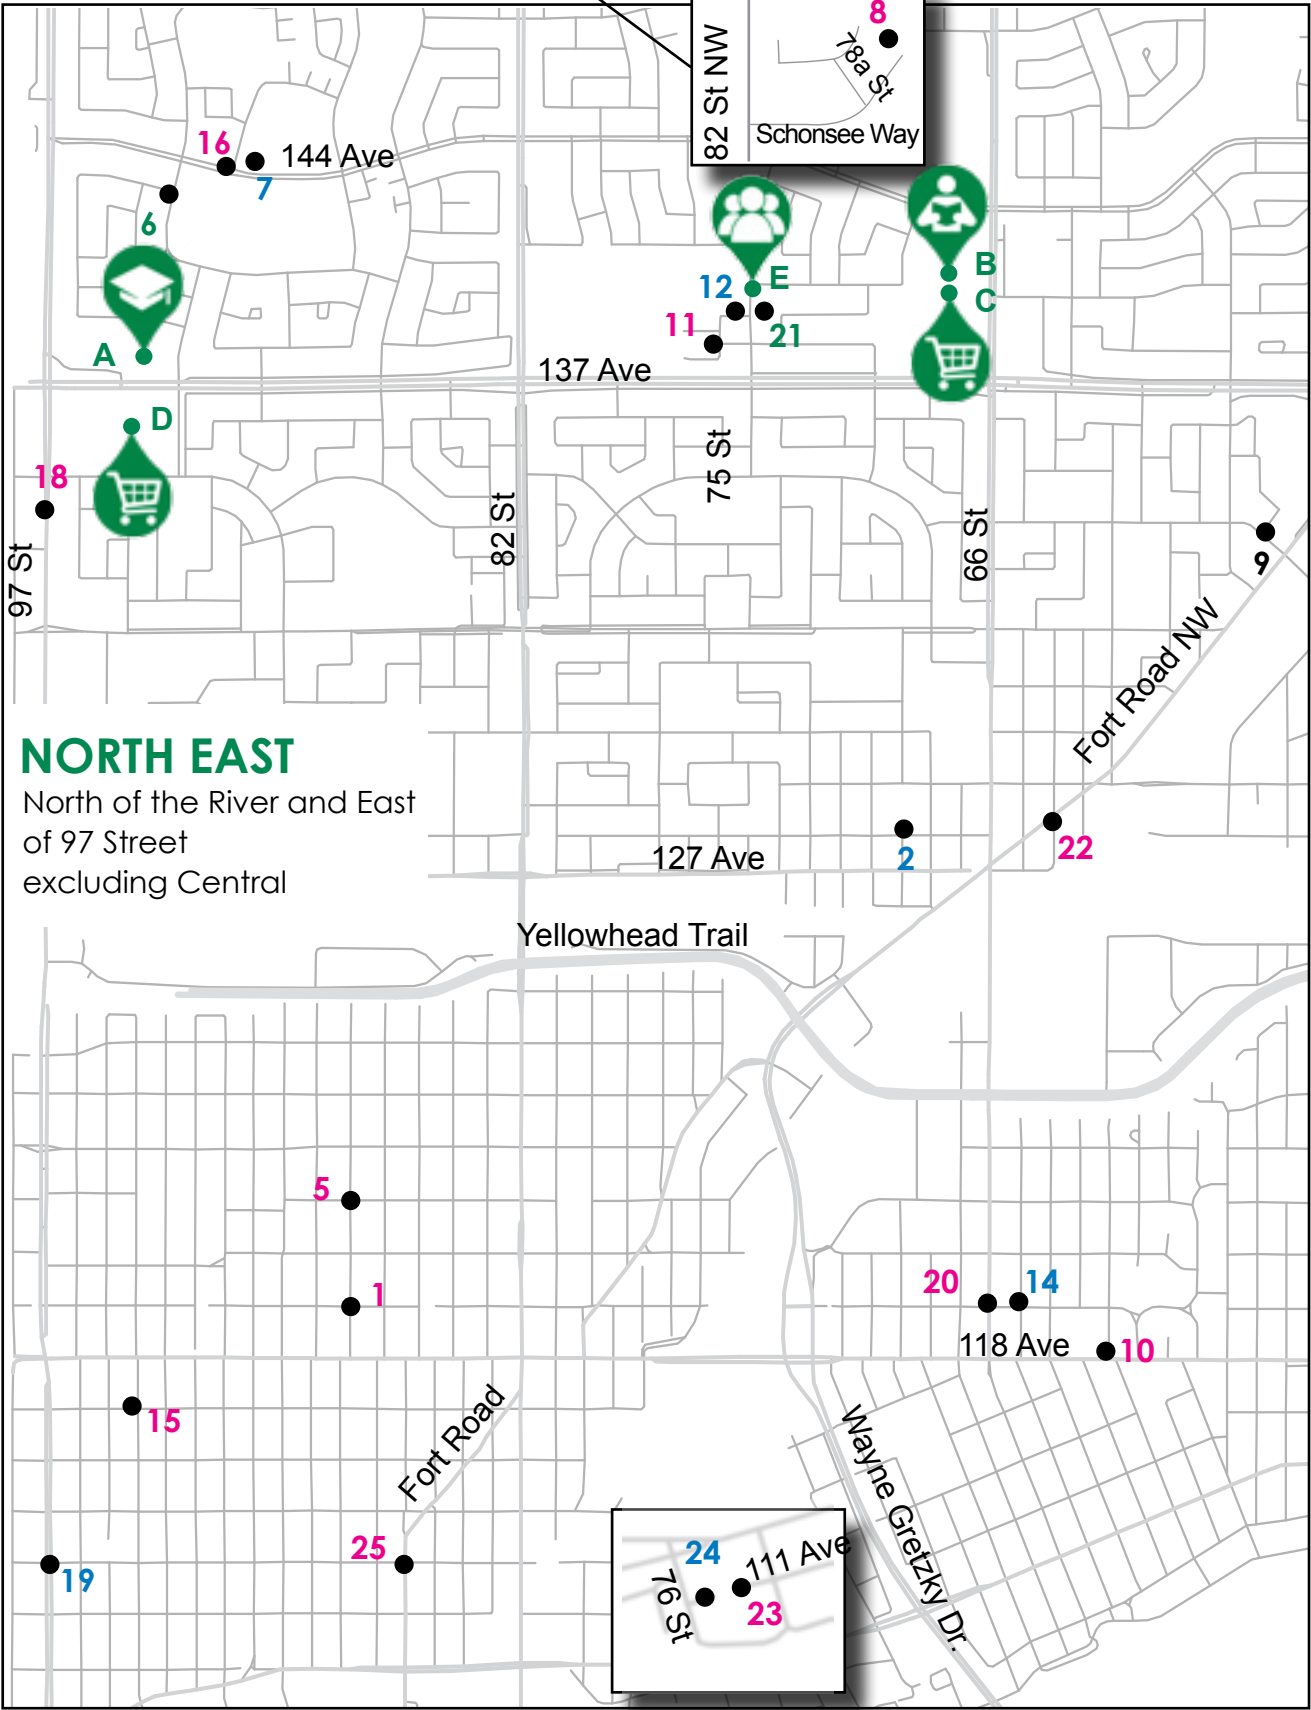 8
82 St NW
78a St
Schonsee Way
16
144 Ave
7
6
B
E
12
C
11
21
A
137 Ave
D
75 St
18
82 St
66 St
97 St
9
Fort Road NW
NORTH EAST
North of the River and East
of 97 Street
excluding Central
127 Ave
2
22
Yellowhead Trail
5
1
20
14
118 Ave
10
15
Fort Road
Wayne Gretzky Dr.
25
19
24
111 Ave
76 St
23